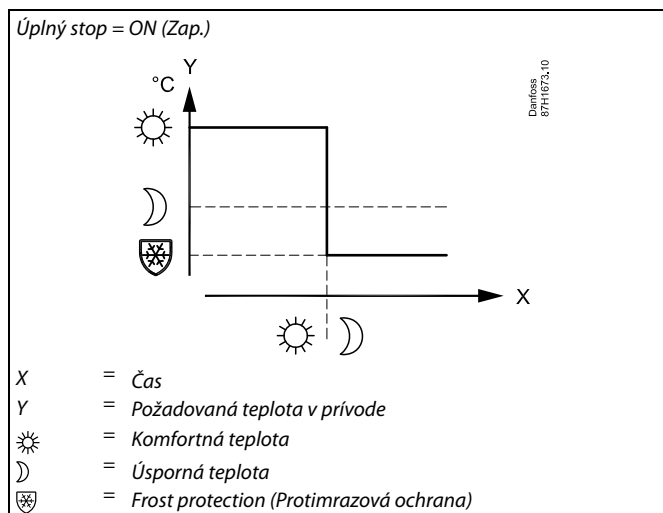 Úplný stop = ON (Zap.)
Y
°C
Danfoss
87H1673.10
X
X = Čas
Y = Požadovaná teplota v prívode
= Komfortná teplota
= Úsporná teplota
= Frost protection (Protimrazová ochrana)